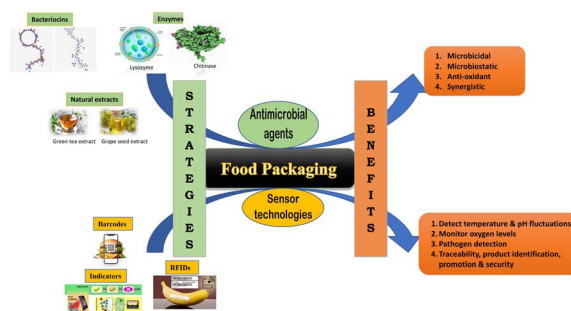 Bacteriocins
Enzymes
Lysozyme
Chitinase
Natural extracts
Green tea extract
Grape seed extract
STRATEGIES
Antimicrobial
agents
Food Packaging
Sensor
technologies
BENEFITS
1. Microbicidal
2. Microbiostatic
3. Anti-oxidant
4. Synergistic
Barcodes
Indicators
RFIDs
1. Detect temperature & pH fluctuations
2. Monitor oxygen levels
3. Pathogen detection
4. Traceability, product identification,
promotion & security